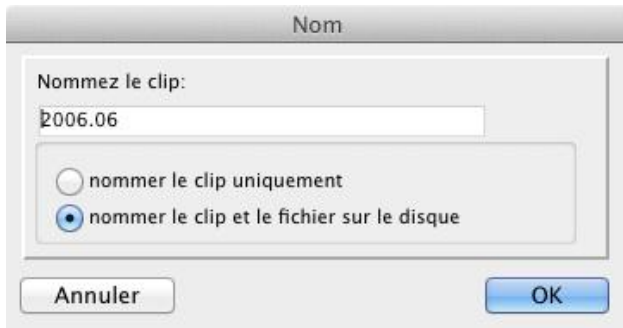 Nom
Nommez le clip:
2006.06
nommer le clip uniquement
nommer le clip et le fichier sur le disque
Annuler
OK